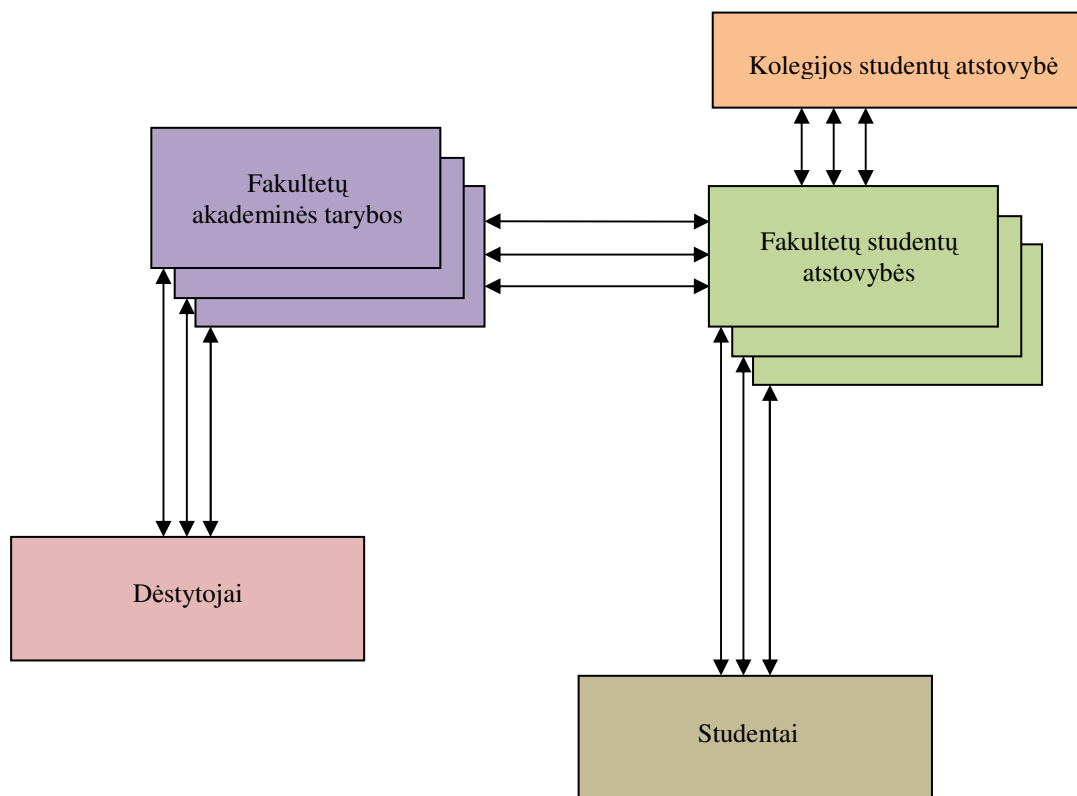 Kolegijos studentų atstovybė
Fakultetų
akademinės tarybos
Fakultetų studentų
atstovybės
Dėstytojai
Studentai